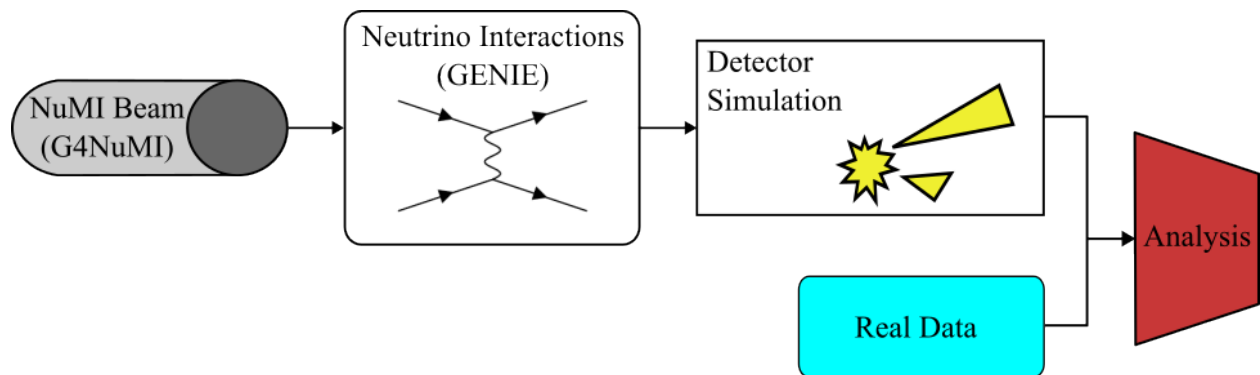 NuMI Beam
(G4NuMI)
Neutrino Interactions
(GENIE)
Detector
Simulation
Real Data
Analysis